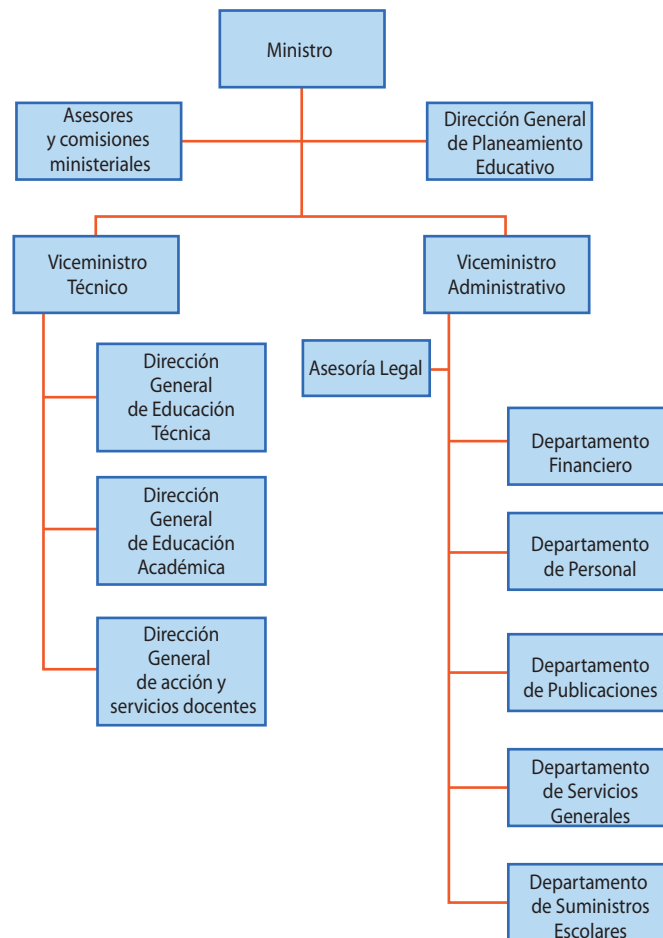 Ministro
Asesores
y comisiones
ministeriales
Dirección General
de Planeamiento
Educativo
Viceministro
Técnico
Viceministro
Administrativo
Dirección
General
de Educación
Técnica
Asesoría Legal
Departamento
Financiero
Dirección
General
de Educación
Académica
Departamento
de Personal
Dirección
General
de acción y
servicios docentes
Departamento
de Publicaciones
Departamento
de Servicios
Generales
Departamento
de Suministros
Escolares